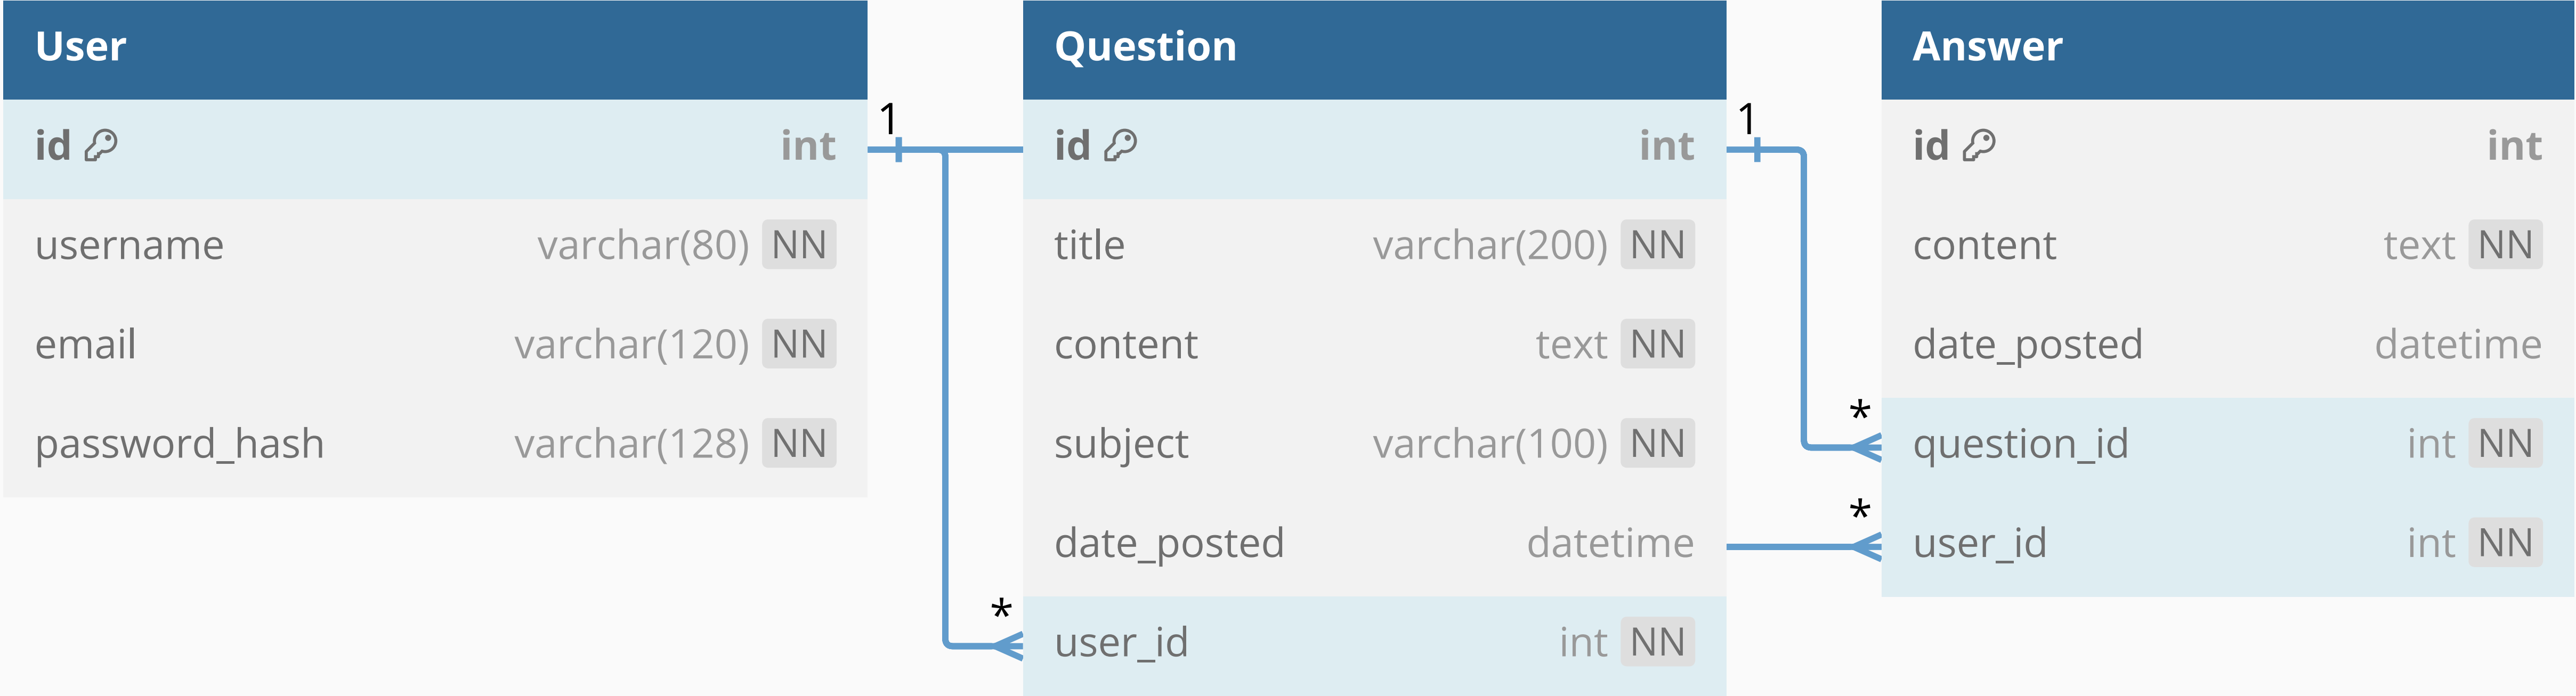 User
id int
username varchar(80) NN
email varchar(120) NN
password_hash varchar(128) NN
1
*
Question
id int
title varchar(200) NN
content text NN
subject varchar(100) NN
date_posted datetime
user_id int NN
1
*
*
Answer
id int
content text NN
date_posted datetime
question_id int NN
user_id int NN